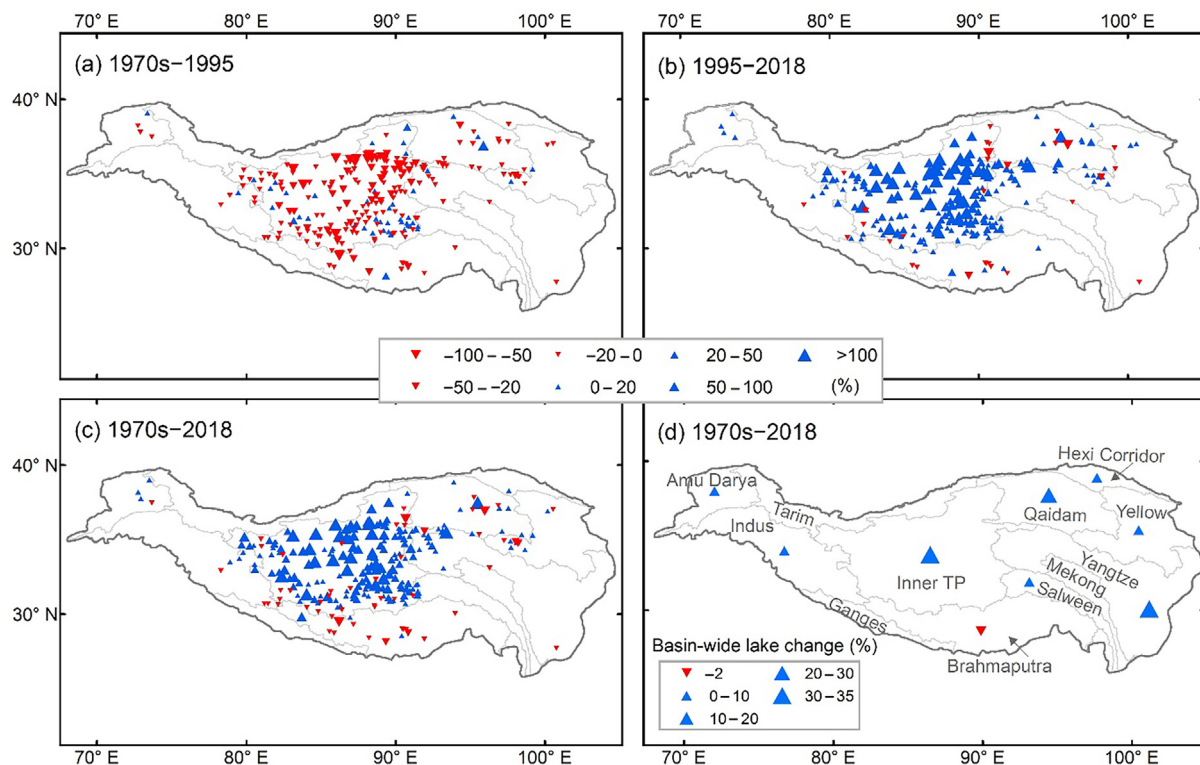 70° E 80° E 90° E 100° E 70° E 80° E 90° E 100° E
(a) 1970s−1995
(b) 1995−2018
40° N
30° N
−100 – −50 −20 – 0 20 – 50 >100
−50 – −20 0 – 20 50 – 100 (%)
(c) 1970s−2018
(d) 1970s−2018
40° N
30° N
Hexi Corridor
Amu Darya
Qaidam
Yellow
Tarim
Indus
Inner TP
Yangtze
Mekong
Salween
Ganges
Brahmaputra
Basin-wide lake change (%)
−2 20 – 30
0 – 10 30 – 35
10 – 20
70° E 80° E 90° E 100° E 70° E 80° E 90° E 100° E